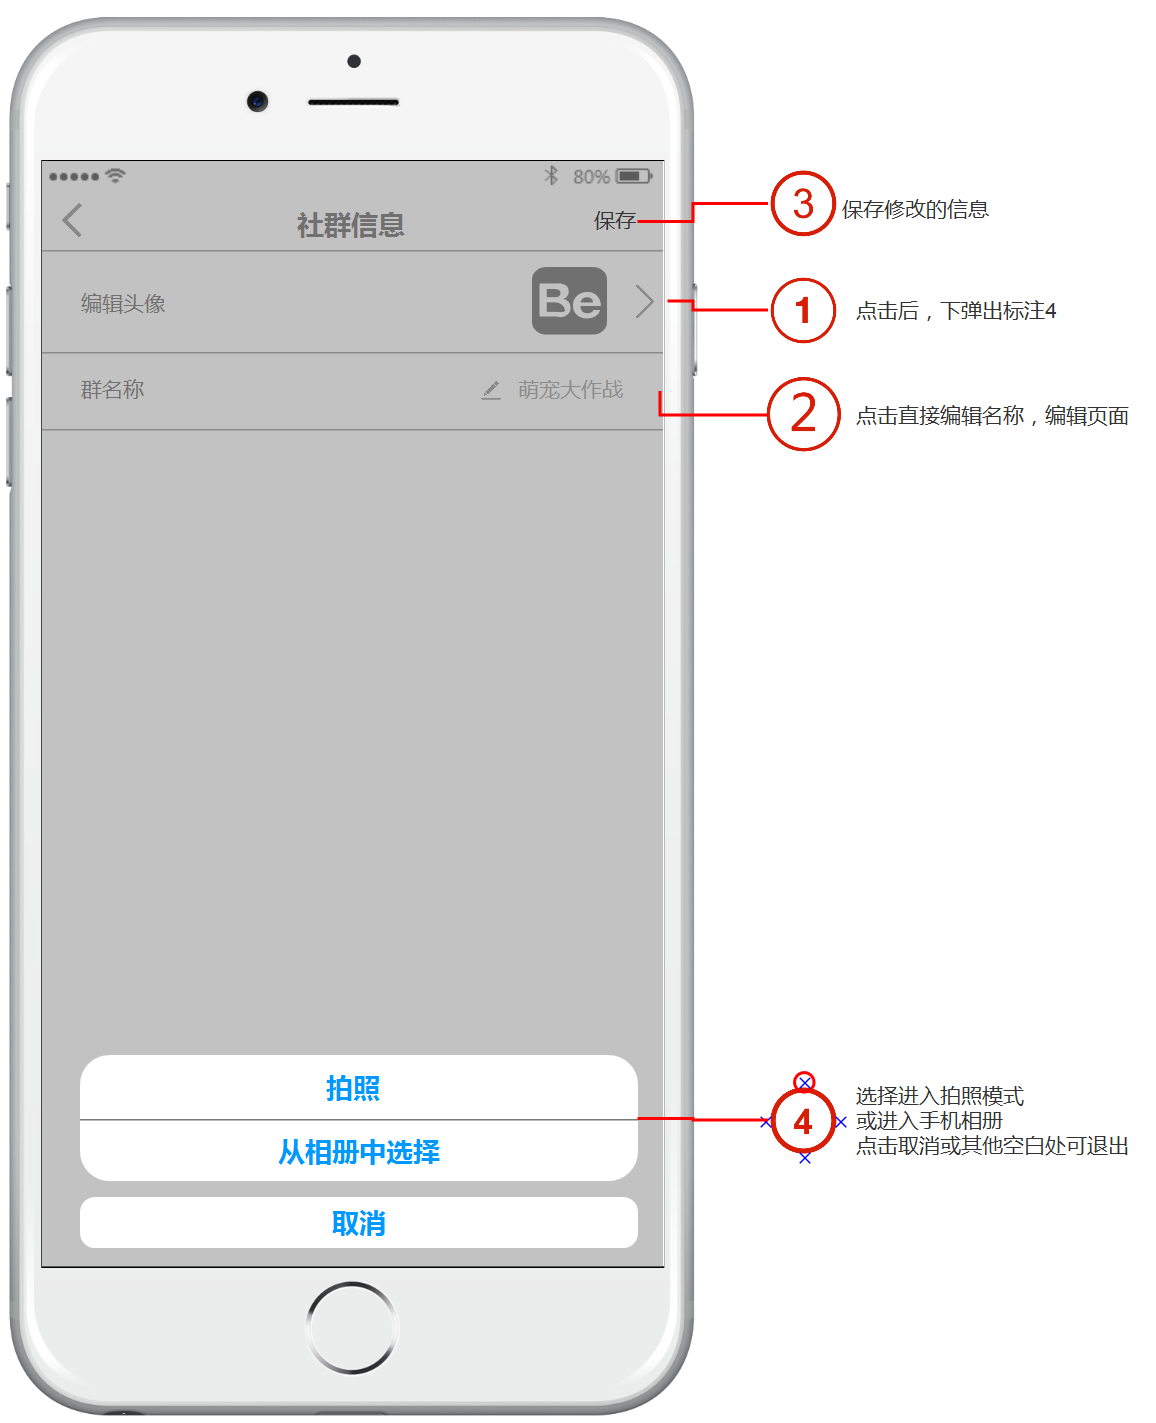 80%
社群信息
保存
3
保存修改的信息
编辑头像
Be
1
点击后，下弹出标注4
群名称
萌宠大作战
2
点击直接编辑名称，编辑页面
拍照
从相册中选择
取消
4
选择进入拍照模式
或进入手机相册
点击取消或其他空白处可退出